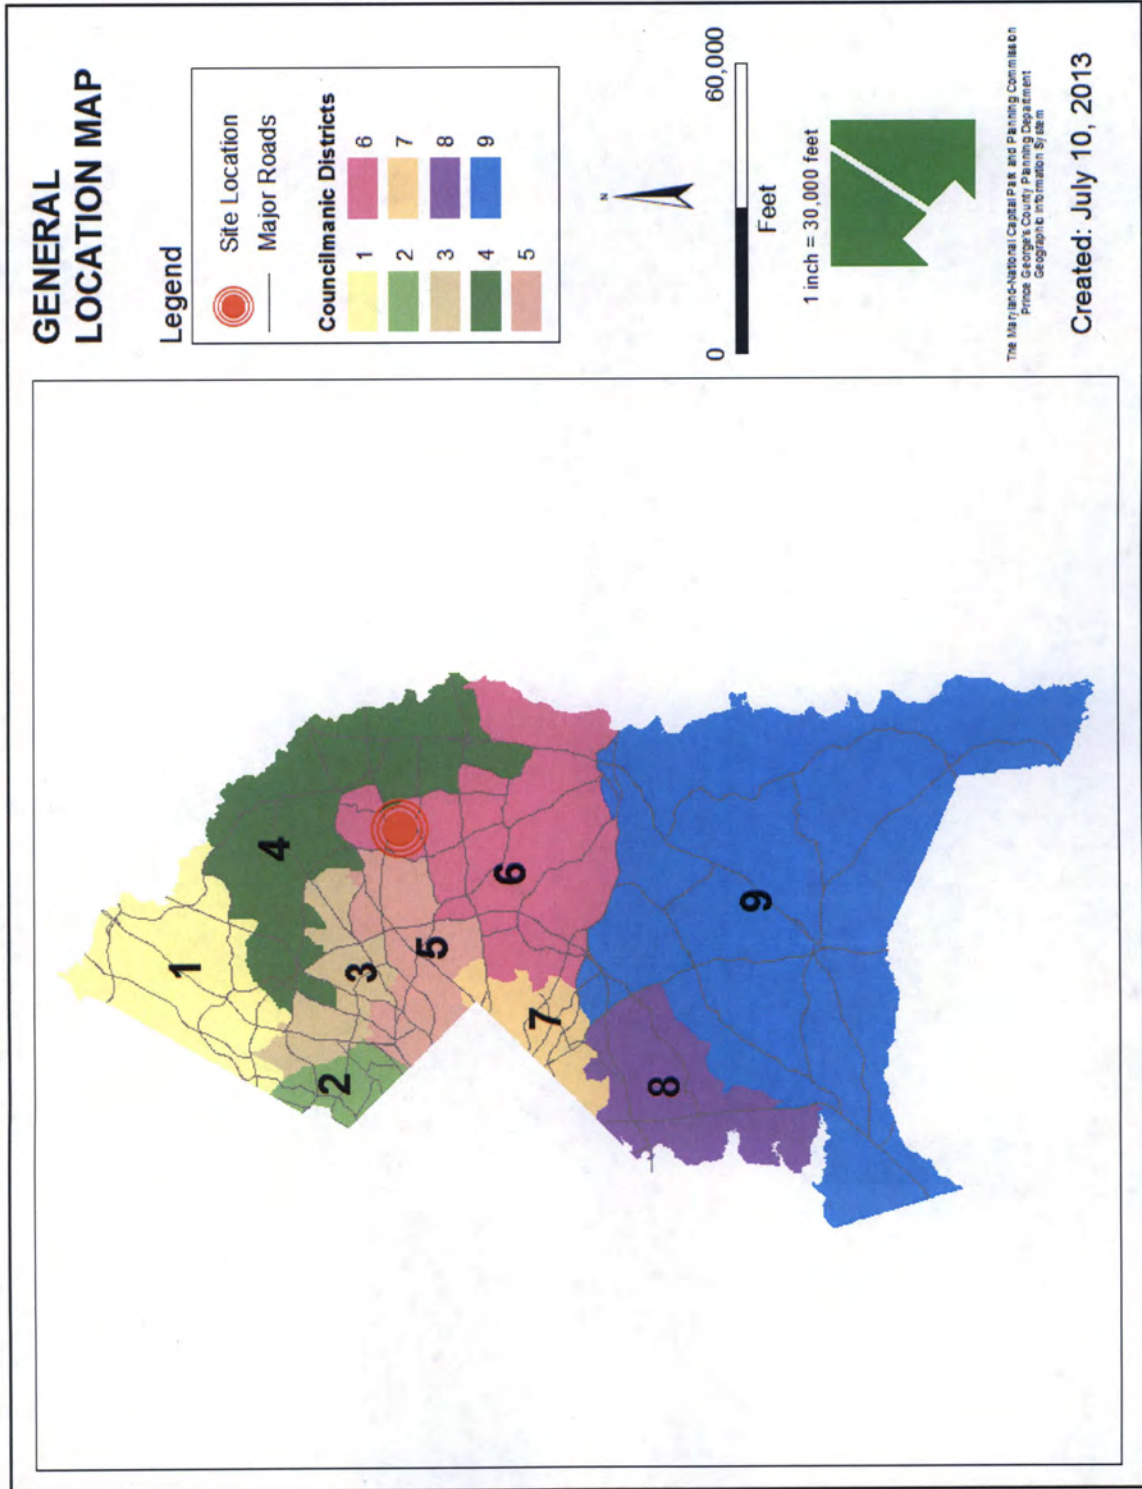 GENERAL
LOCATION MAP
Legend
Site Location
Major Roads
Councilmanic Districts
1
6
2
7
3
8
4
9
5
N
0
60,000
Feet
1 inch = 30,000 feet
The Maryland-National Capital Park and Planning Commission
Prince George's County Planning Department
Geographic Information System
Created: July 10, 2013
1
2
3
4
5
6
7
8
9